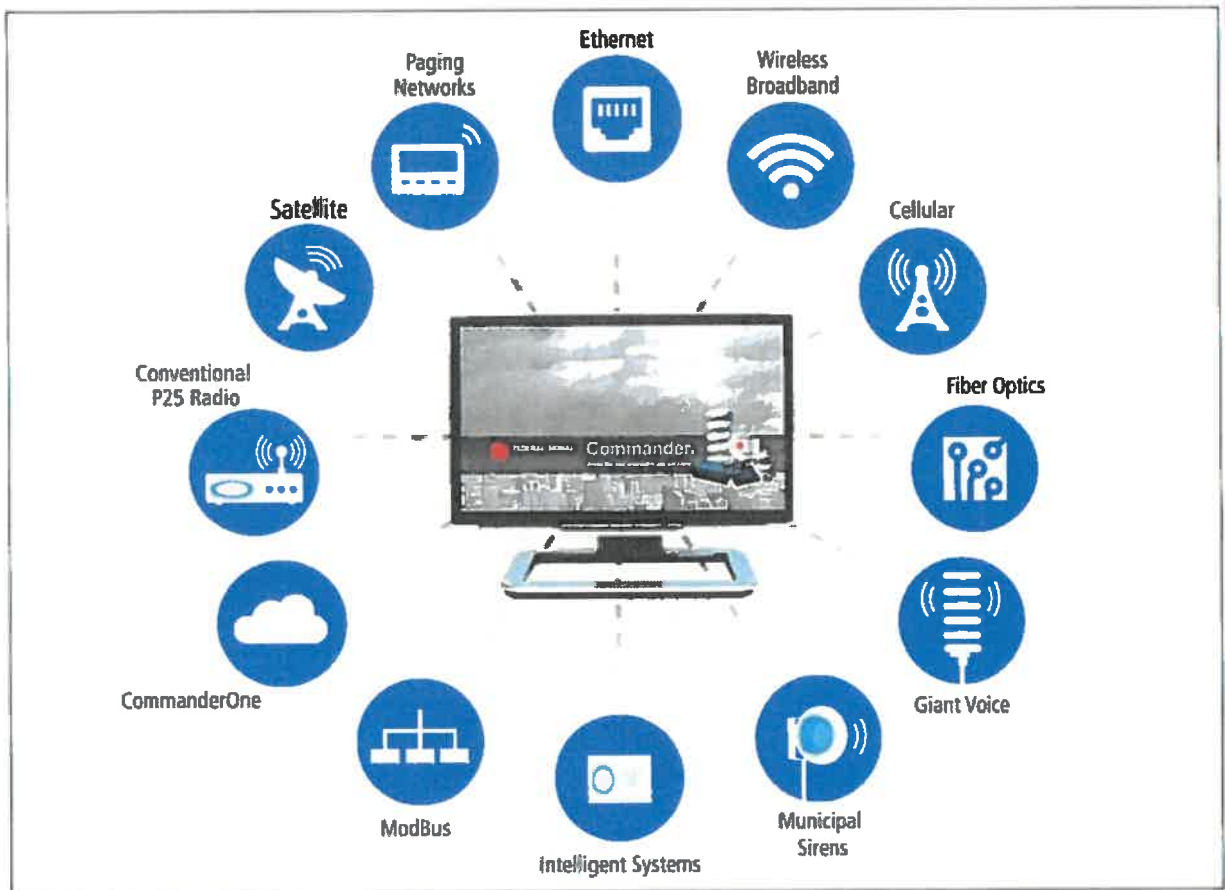 Ethernet
Paging
Networks
Wireless
Broadband
Satellite
Cellular
Conventional
P25 Radio
Fiber Optics
Commander
CommanderOne
Giant Voice
ModBus
Municipal
Sirens
Intelligent Systems